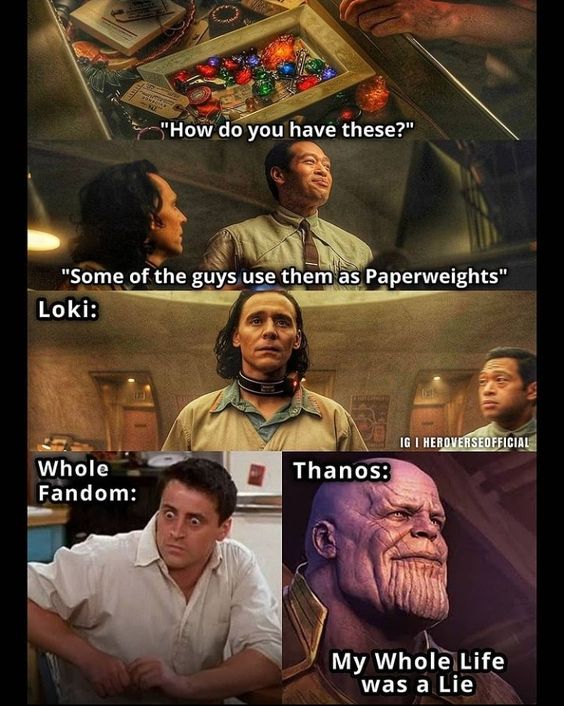 "How do you have these?"
"Some of the guys use them as Paperweights"
Loki:
IG I HEROVERSEOFFICIAL
Whole
Fandom:
Thanos:
My Whole Life
was a Lie